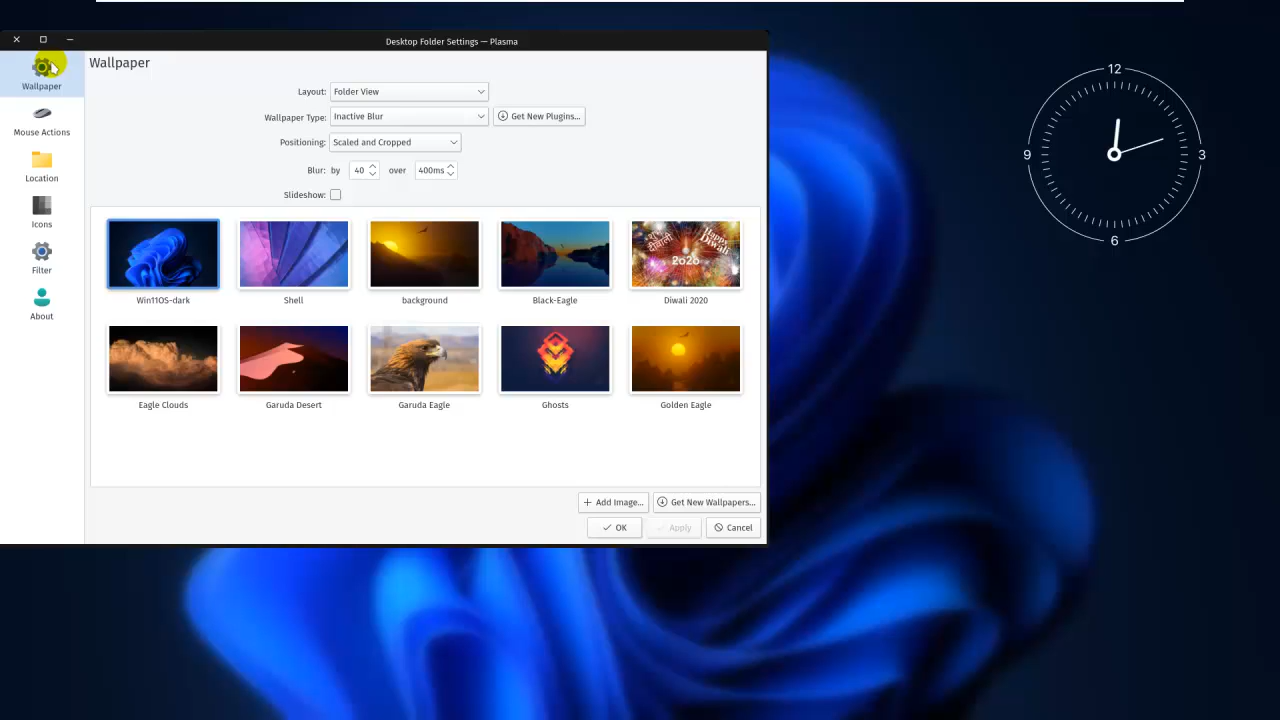 Desktop Folder Settings — Plasma
Wallpaper
Mouse Actions
Location
Icons
Filter
About
Wallpaper
Layout: Folder View
Wallpaper Type: Inactive Blur Get New Plugins...
Positioning: Scaled and Cropped
Blur: by 40 over 400ms
Slideshow:
Win11OS-dark Shell background Black-Eagle Diwali 2020
Eagle Clouds Garuda Desert Garuda Eagle Ghosts Golden Eagle
Happy
Diwali
2020
Add Image... Get New Wallpapers...
OK Apply Cancel
12
9 3
6